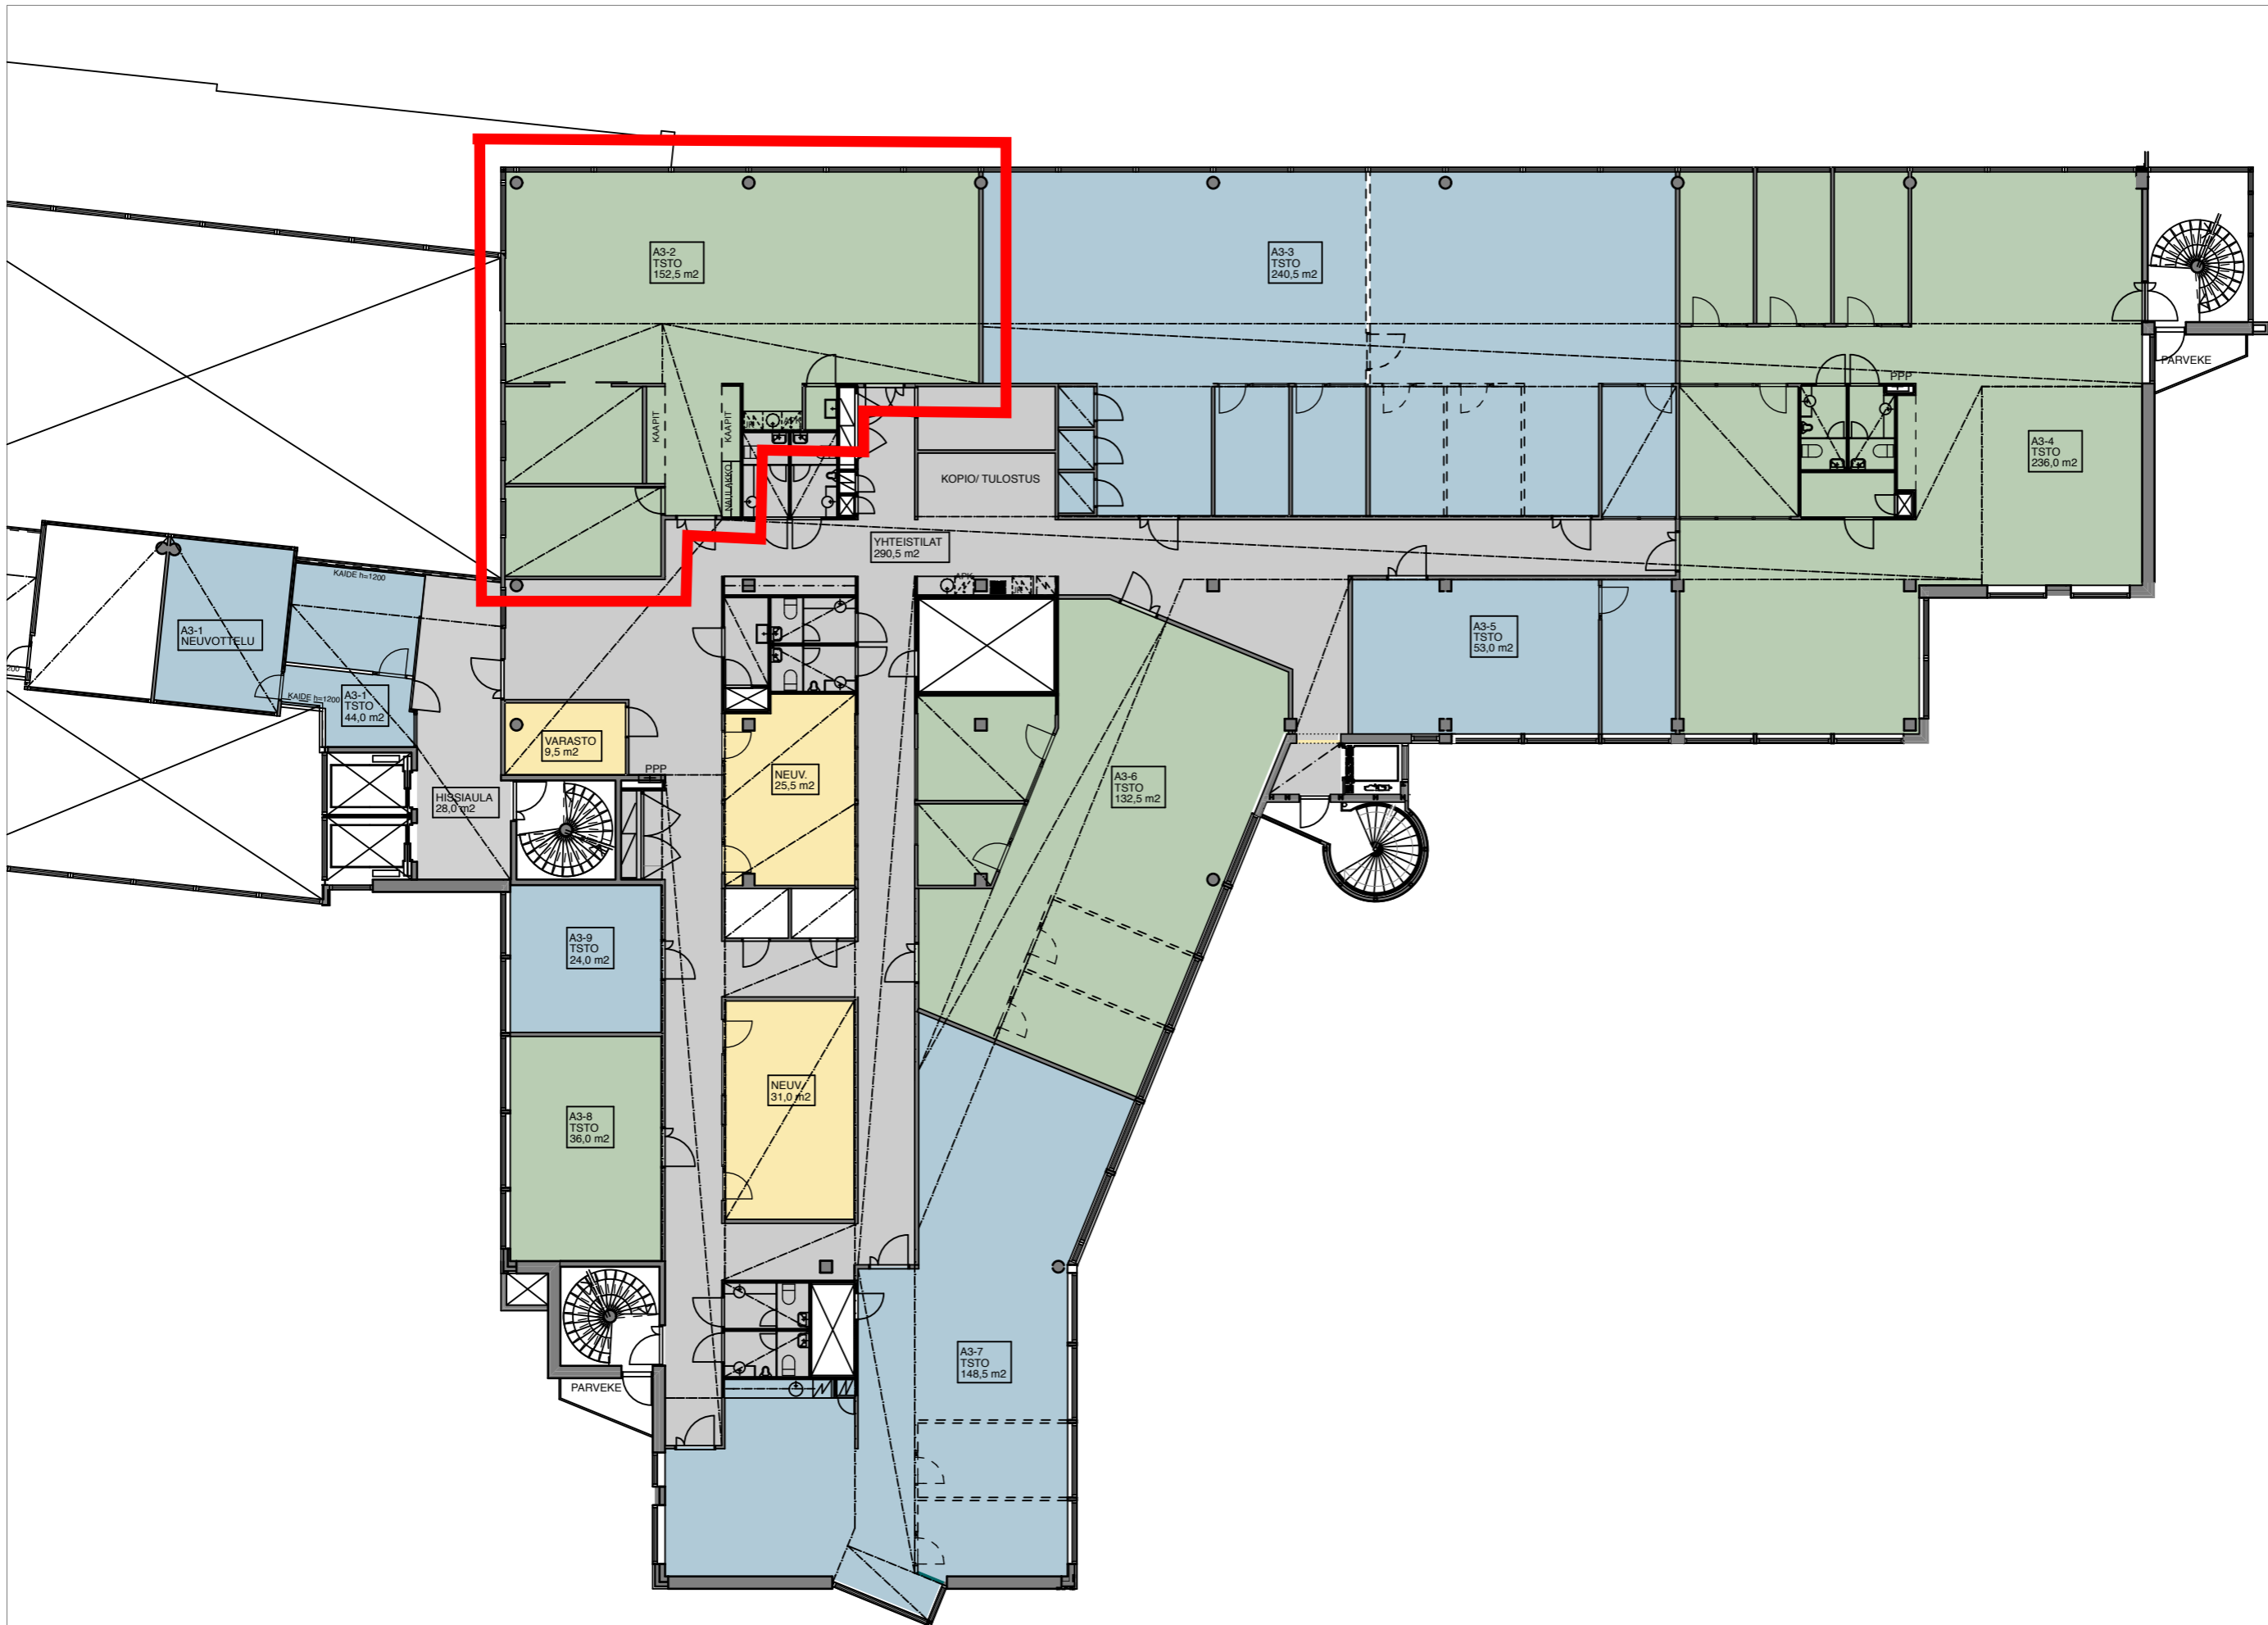 A3-2
TSTO
152,5 m2
A3-3
TSTO
240,5 m2
PARVEKE
PPP
KAAPIT
KAAPIT
NAULAKKO
KOPIO/ TULOSTUS
A3-4
TSTO
236,0 m2
YHTEISTILAT
290,5 m2
APK
KAIDE h=1200
A3-1
NEUVOTTELU
A3-5
TSTO
53,0 m2
KAIDE h=1200
A3-1
TSTO
44,0 m2
VARASTO
9,5 m2
PPP
NEUV.
25,5 m2
A3-6
TSTO
132,5 m2
HISSIAULA
28,0 m2
A3-9
TSTO
24,0 m2
NEUV.
31,0 m2
A3-8
TSTO
36,0 m2
A3-7
TSTO
148,5 m2
PARVEKE